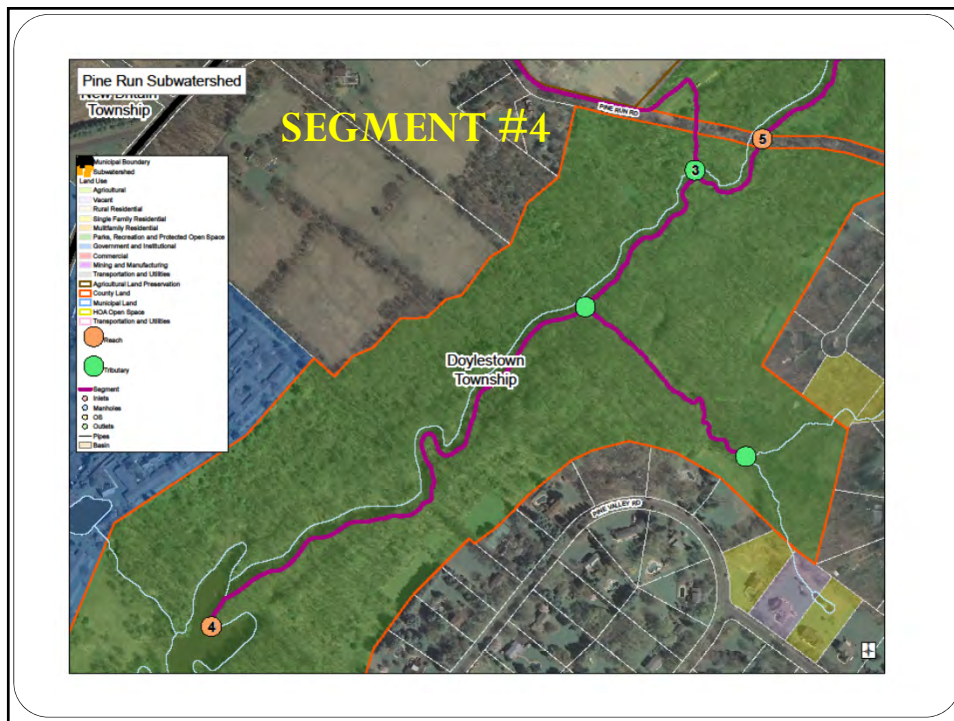 Pine Run Subwatershed
New Britain
Township
SEGMENT #4
PINE RUN RD
5
3
Municipal Boundary
Subwatershed
Land Use
Agricultural
Vacant
Rural Residential
Single Family Residential
Multifamily Residential
Parks, Recreation and Protected Open Space
Government and Institutional
Commercial
Mining and Manufacturing
Transportation and Utilities
Agricultural Land Preservation
County Land
Municipal Land
HOA Open Space
Transportation and Utilities
Reach
Tributary
Segment
Inlets
Manholes
OS
Outlets
Pipes
Basin
Doylestown
Township
PINE VALLEY RD
4